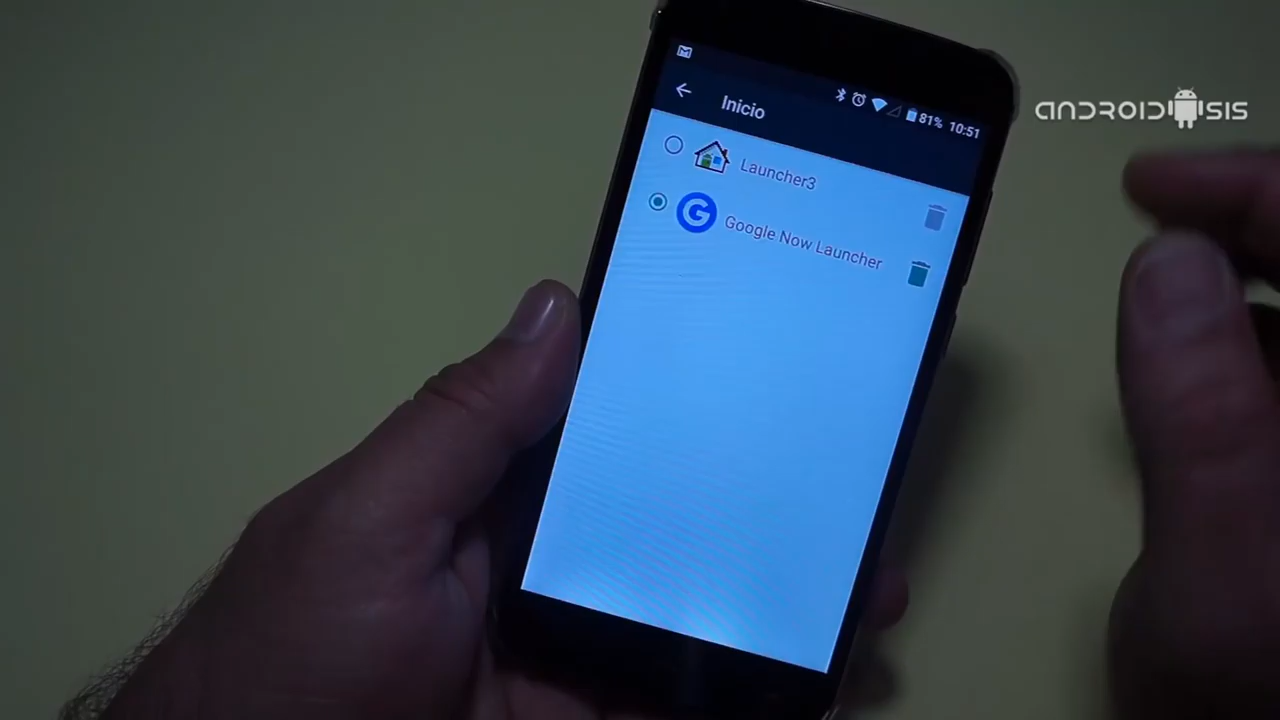 ANDROIDSIS
81% 10:51
Inicio
Launcher3
Google Now Launcher